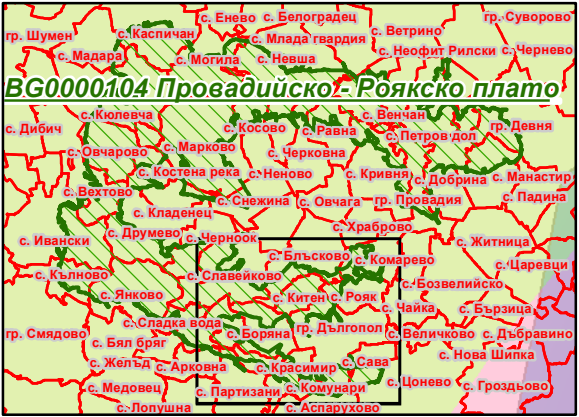 с. Енево с. Белоградец
гр. Суворово
гр. Шумен
с. Каспичан
с. Ветрино
с. Млада гвардия
с. Мадара
с. Могила
с. Невша
с. Неофит Рилски
с. Чернево
BG0000104 Провадийско - Роякско плато
с. Кюлевча
с. Венчан
с. Дибич
с. Косово
с. Равна
с. Петров дол
гр. Девня
с. Овчарово
с. Марково
с. Черковна
с. Костена река
с. Неново
с. Кривня
с. Добрина
с. Манастир
с. Вехтово
с. Снежина
с. Овчага
гр. Провадия
с. Падина
с. Кладенец
с. Храброво
с. Друмево
с. Черноок
с. Ивански
с. Житница
с. Блъсково
с. Комарево
с. Царевци
с. Кълново
с. Славейково
с. Бозвелийско
с. Янково
с. Китен
с. Рояк
с. Чайка
с. Бързица
с. Сладка вода
гр. Смядово
с. Боряна
гр. Дългопол
с. Величково
с. Дъбравино
с. Бял бряг
с. Нова Шипка
с. Желъд
с. Арковна
с. Красимир
с. Сава
с. Медовец
с. Партизани
с. Комунари
с. Цонево
с. Гроздьово
с. Лопушна
с. Аспарухово